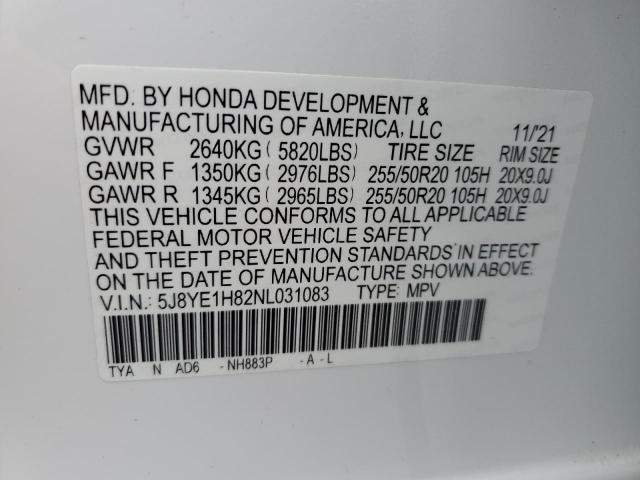 MFD. BY HONDA DEVELOPMENT &
MANUFACTURING OF AMERICA, LLC 11/'21
GVWR 2640KG ( 5820LBS) TIRE SIZE RIM SIZE
GAWR F 1350KG ( 2976LBS) 255/50R20 105H 20X9.0J
GAWR R 1345KG ( 2965LBS) 255/50R20 105H 20X9.0J
THIS VEHICLE CONFORMS TO ALL APPLICABLE
FEDERAL MOTOR VEHICLE SAFETY
AND THEFT PREVENTION STANDARDS IN EFFECT
ON THE DATE OF MANUFACTURE SHOWN ABOVE.
V.I.N.: 5J8YE1H82NL031083 TYPE: MPV
TYA N AD6 -NH883P -A-L